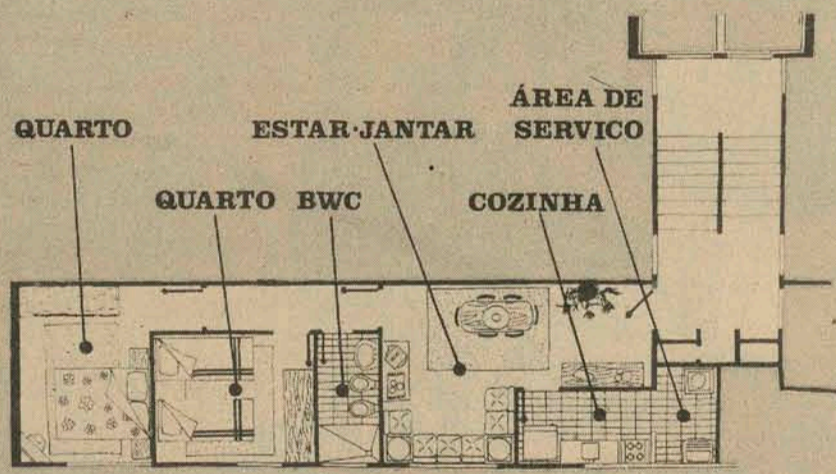 ÁREA DE
SERVICO
QUARTO
ESTAR·JANTAR
QUARTO
BWC
COZINHA